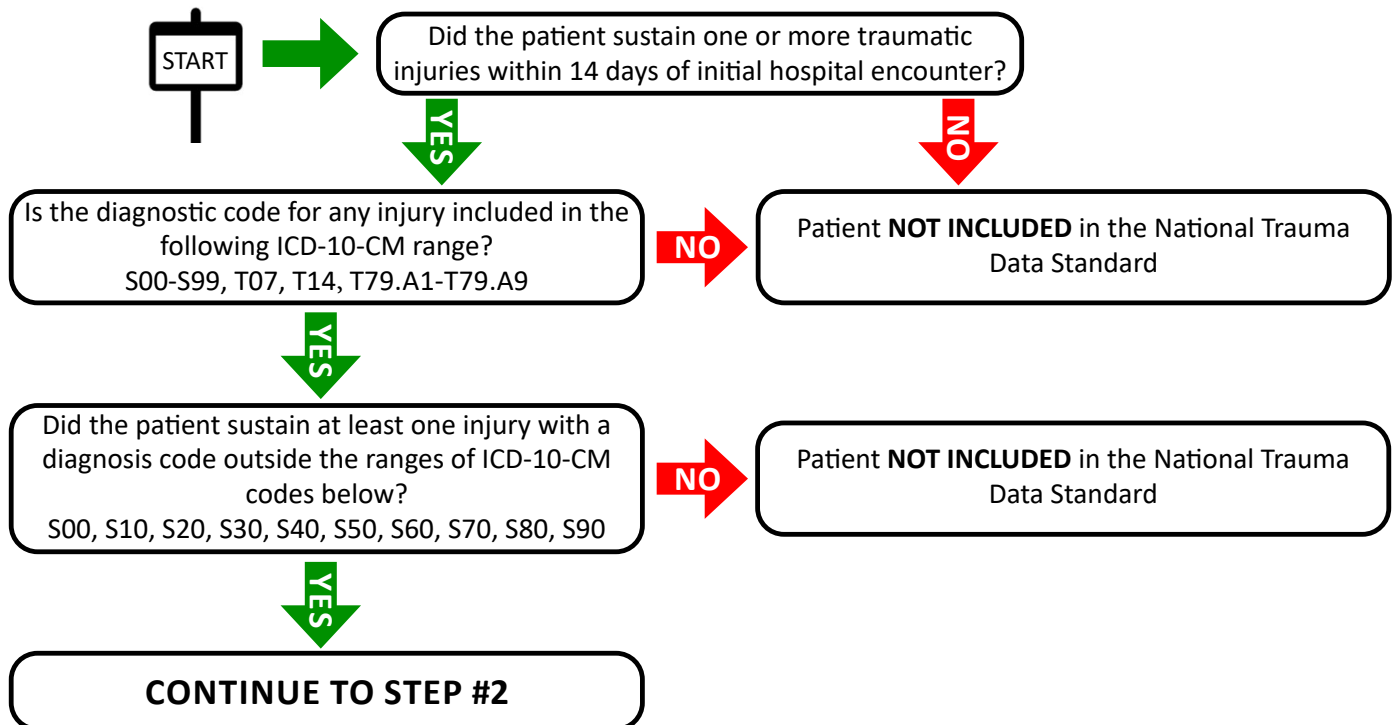 START
Did the patient sustain one or more traumatic
injuries within 14 days of initial hospital encounter?
YES
NO
Is the diagnostic code for any injury included in the
following ICD-10-CM range?
S00-S99, T07, T14, T79.A1-T79.A9
NO
Patient NOT INCLUDED in the National Trauma
Data Standard
YES
Did the patient sustain at least one injury with a
diagnosis code outside the ranges of ICD-10-CM
codes below?
S00, S10, S20, S30, S40, S50, S60, S70, S80, S90
NO
Patient NOT INCLUDED in the National Trauma
Data Standard
YES
CONTINUE TO STEP #2